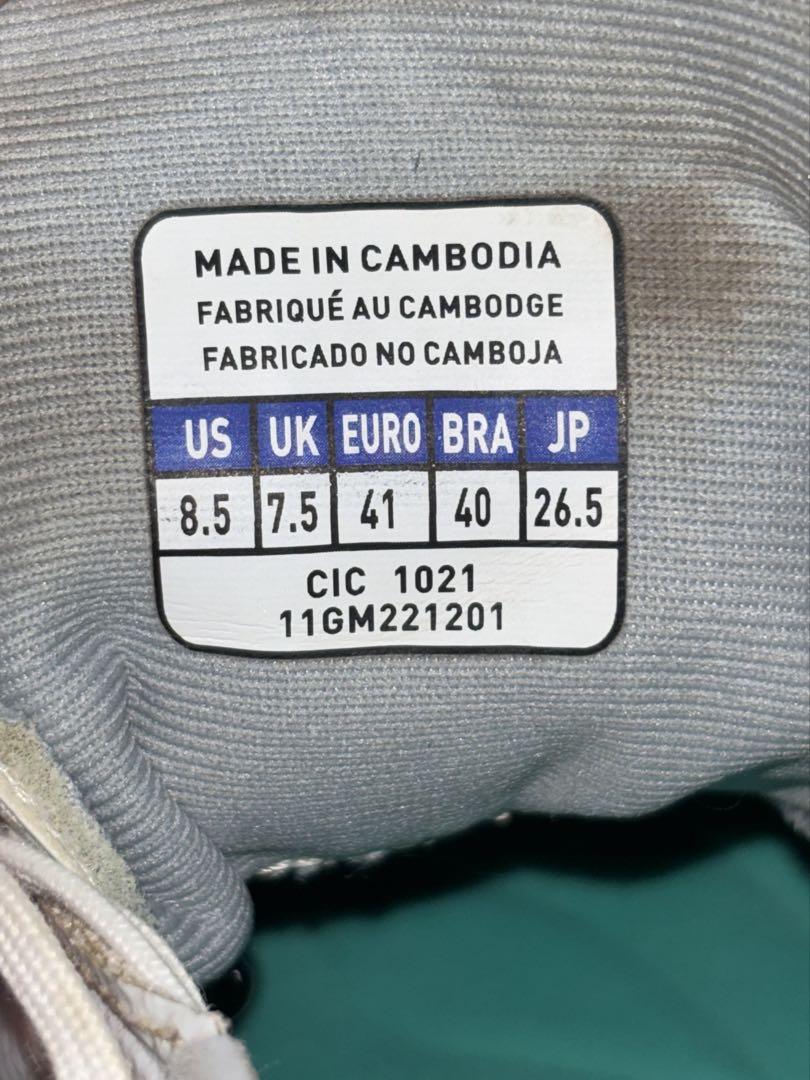 MADE IN CAMBODIA
FABRIQUÉ AU CAMBODGE
FABRICADO NO CAMBOJA
US UK EURO BRA JP
8.5 7.5 41 40 26.5
CIC 1021
11GM221201